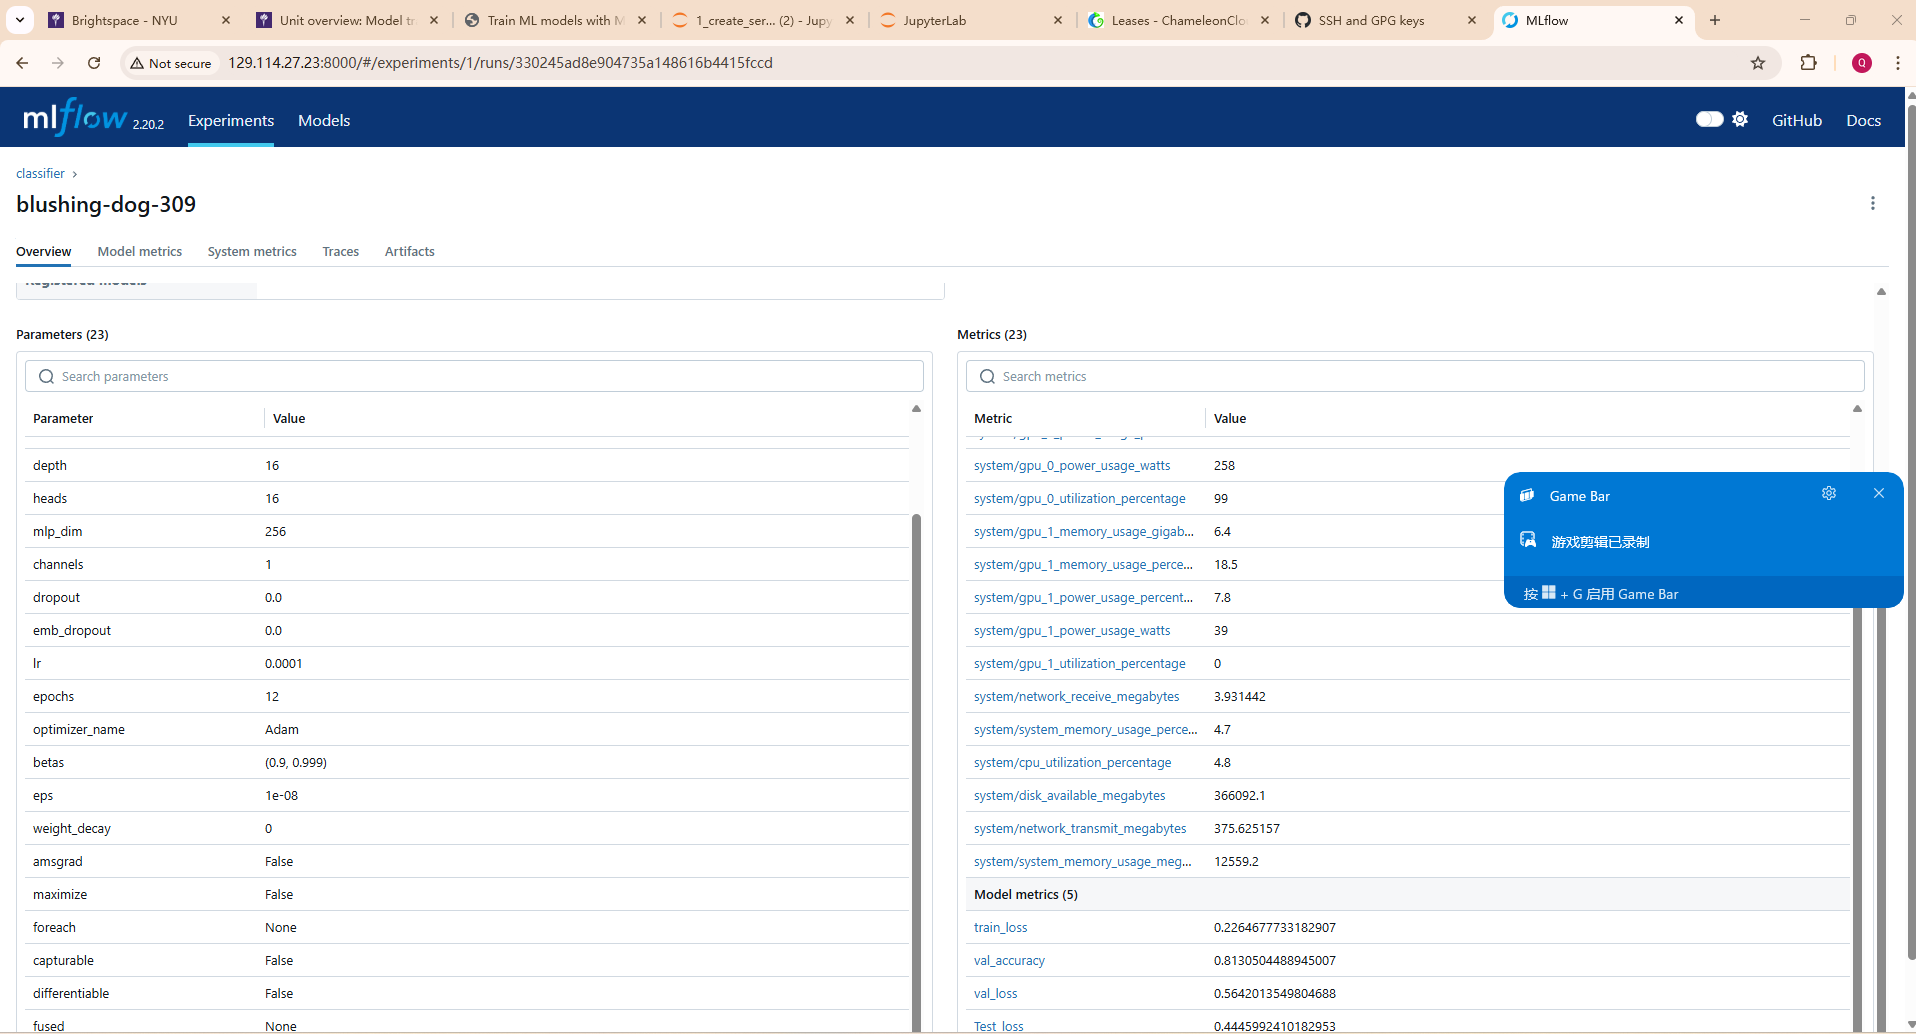 Brightspace - NYU
Unit overview: Model tr
Train ML models with M
1_create_ser... (2) - Jupy
JupyterLab
Leases - ChameleonClo
SSH and GPG keys
MLflow
Not secure
129.114.27.23:8000/#/experiments/1/runs/330245ad8e904735a148616b4415fccd
Q
mlflow 2.20.2
Experiments
Models
GitHub
Docs
classifier
blushing-dog-309
Overview
Model metrics
System metrics
Traces
Artifacts
Registered models
Parameters (23)
Search parameters
Parameter Value
depth 16
heads 16
mlp_dim 256
channels 1
dropout 0.0
emb_dropout 0.0
lr 0.0001
epochs 12
optimizer_name Adam
betas (0.9, 0.999)
eps 1e-08
weight_decay 0
amsgrad False
maximize False
foreach None
capturable False
differentiable False
fused None
Metrics (23)
Search metrics
Metric Value
system/gpu_0_power_usage_watts 258
system/gpu_0_utilization_percentage 99
system/gpu_1_memory_usage_gigab... 6.4
system/gpu_1_memory_usage_perce... 18.5
system/gpu_1_power_usage_percent... 7.8
system/gpu_1_power_usage_watts 39
system/gpu_1_utilization_percentage 0
system/network_receive_megabytes 3.931442
system/system_memory_usage_perce... 4.7
system/cpu_utilization_percentage 4.8
system/disk_available_megabytes 366092.1
system/network_transmit_megabytes 375.625157
system/system_memory_usage_meg... 12559.2
Model metrics (5)
train_loss 0.2264677733182907
val_accuracy 0.8130504488945007
val_loss 0.5642013549804688
Test_loss 0.4445992410182953
Game Bar
游戏剪辑已录制
按 + G 启用 Game Bar